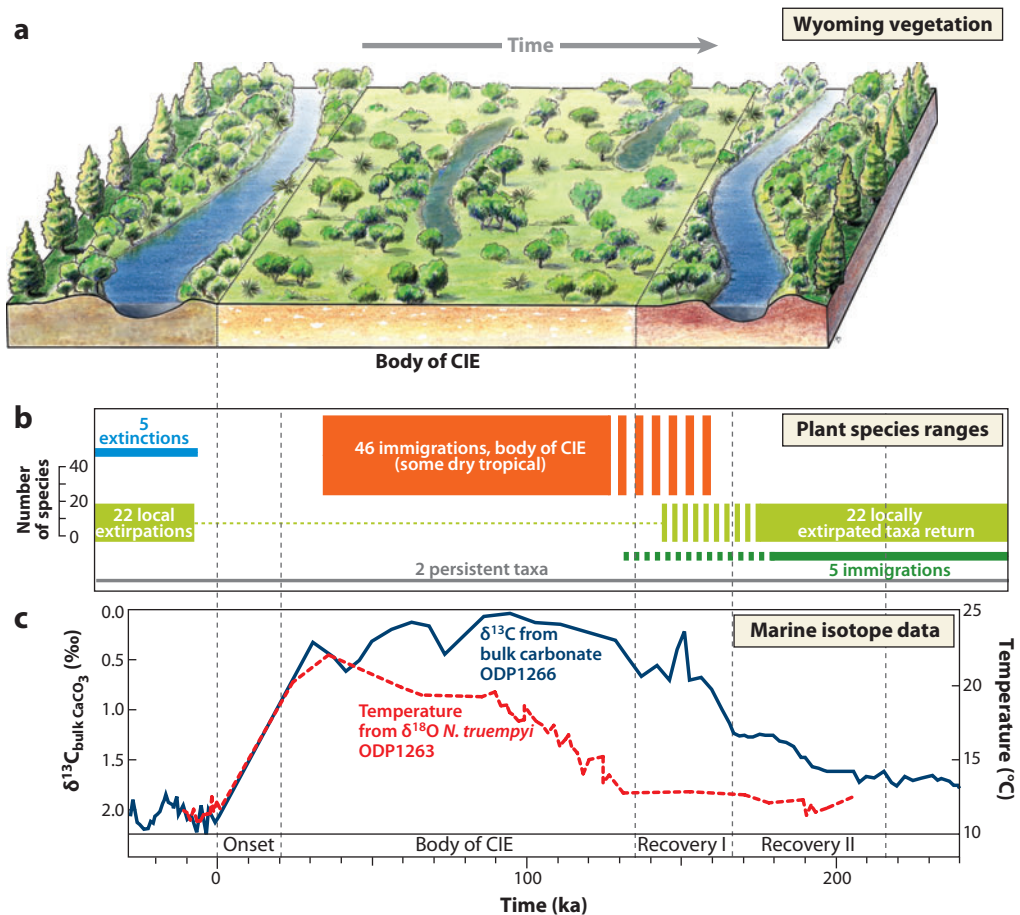 a
Wyoming vegetation
Time
Body of CIE
b
Plant species ranges
5
extinctions
46 immigrations, body of CIE
(some dry tropical)
Number
of species
40
20
0
22 local
extirpations
22 locally
extirpated taxa return
2 persistent taxa
5 immigrations
c
Marine isotope data
δ13C from
bulk carbonate
ODP1266
Temperature
from δ18O N. truempyi
ODP1263
δ13Cbulk CaCO3 (‰)
0.0
0.5
1.0
1.5
2.0
Temperature (°C)
25
20
15
10
Onset
Body of CIE
Recovery I
Recovery II
0
100
200
Time (ka)